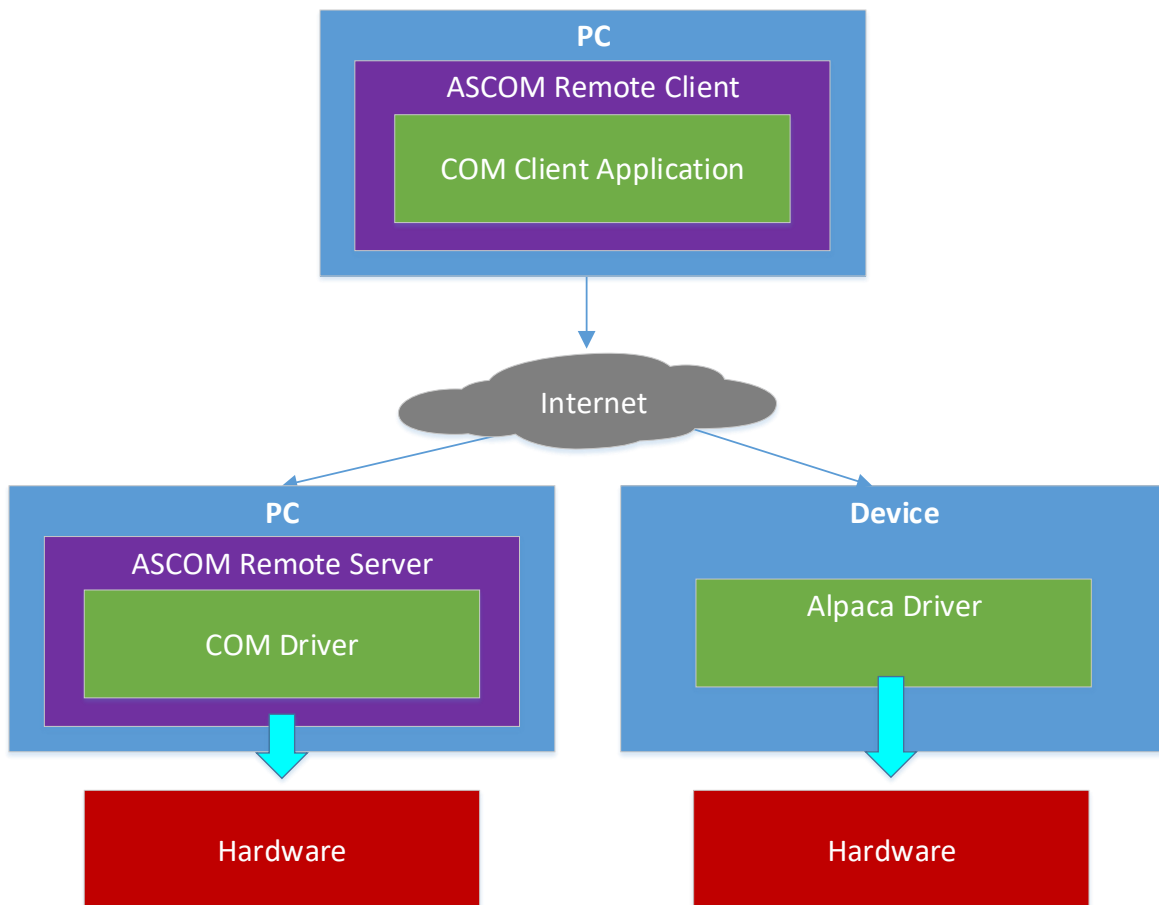 PC
ASCOM Remote Client
COM Client Application
Internet
PC
ASCOM Remote Server
COM Driver
Hardware
Device
Alpaca Driver
Hardware